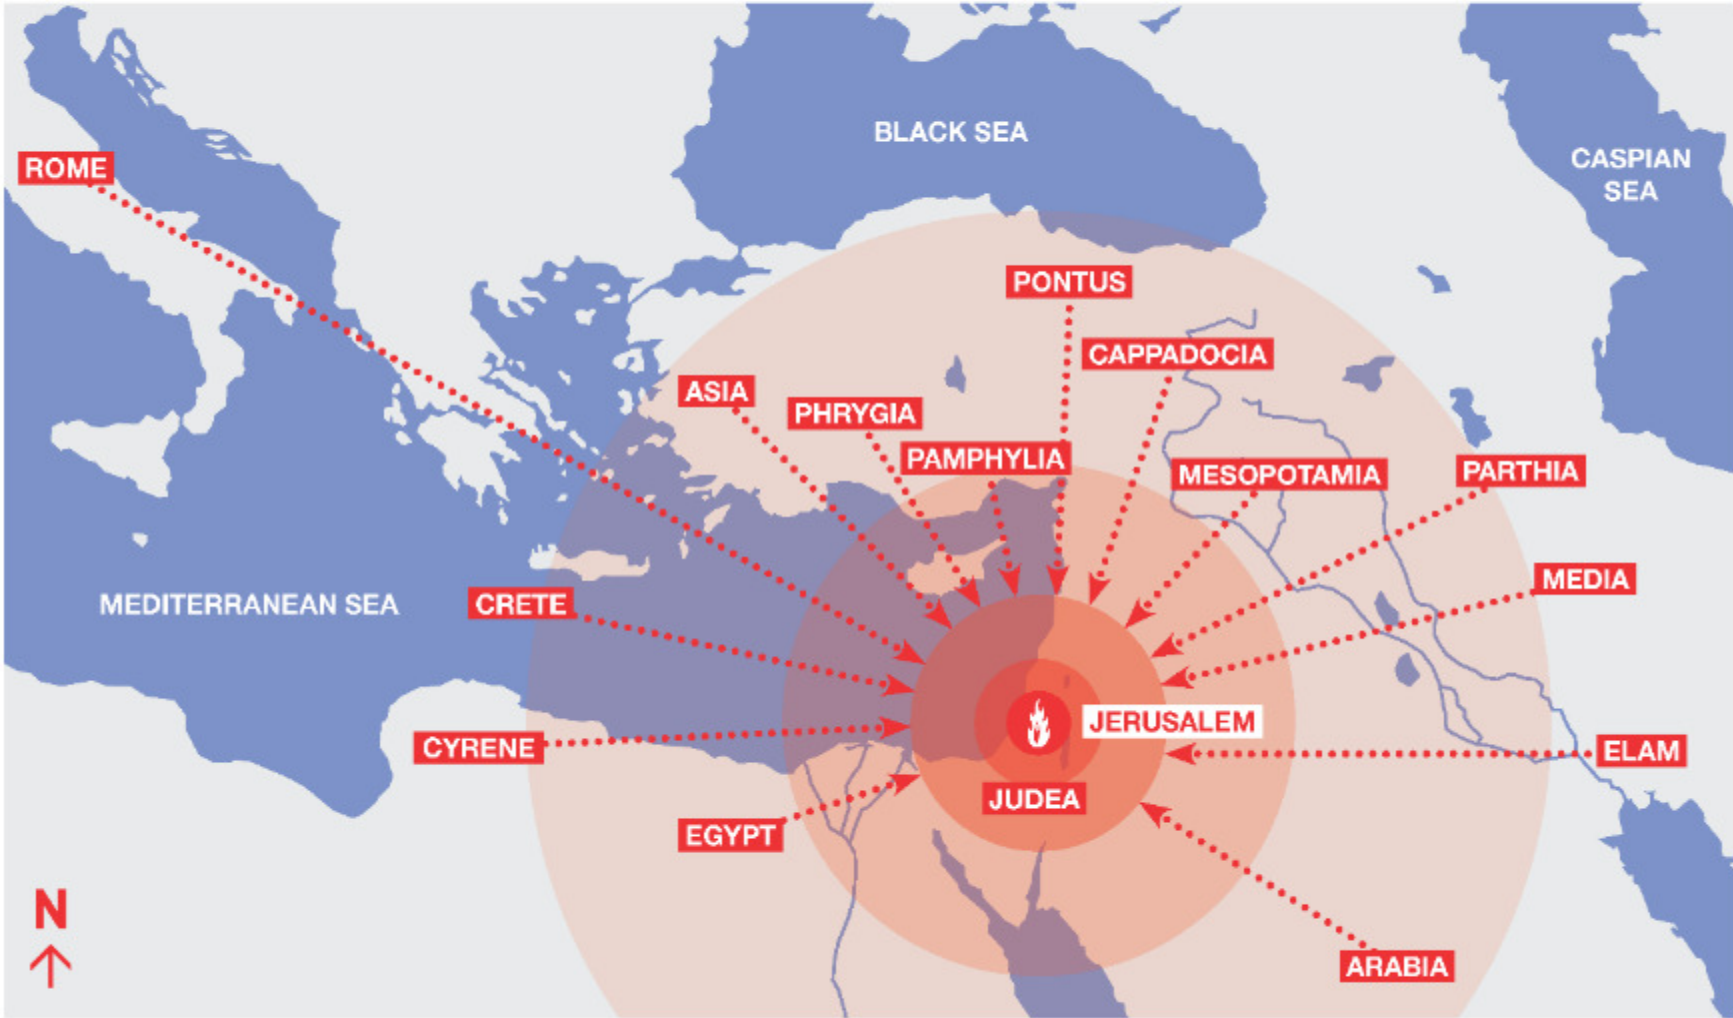 BLACK SEA
CASPIAN
SEA
ROME
PONTUS
CAPPADOCIA
ASIA
PHRYGIA
PAMPHYLIA
MESOPOTAMIA
PARTHIA
MEDIA
MEDITERRANEAN SEA
CRETE
JERUSALEM
CYRENE
ELAM
JUDEA
EGYPT
N
ARABIA